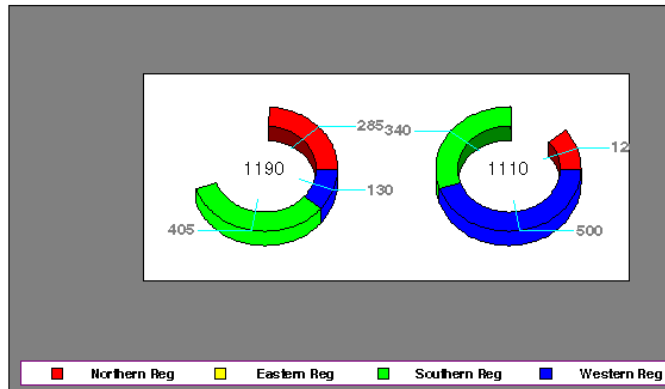 285
340
12
1190
1110
130
405
500
Northern Reg
Eastern Reg
Southern Reg
Western Reg